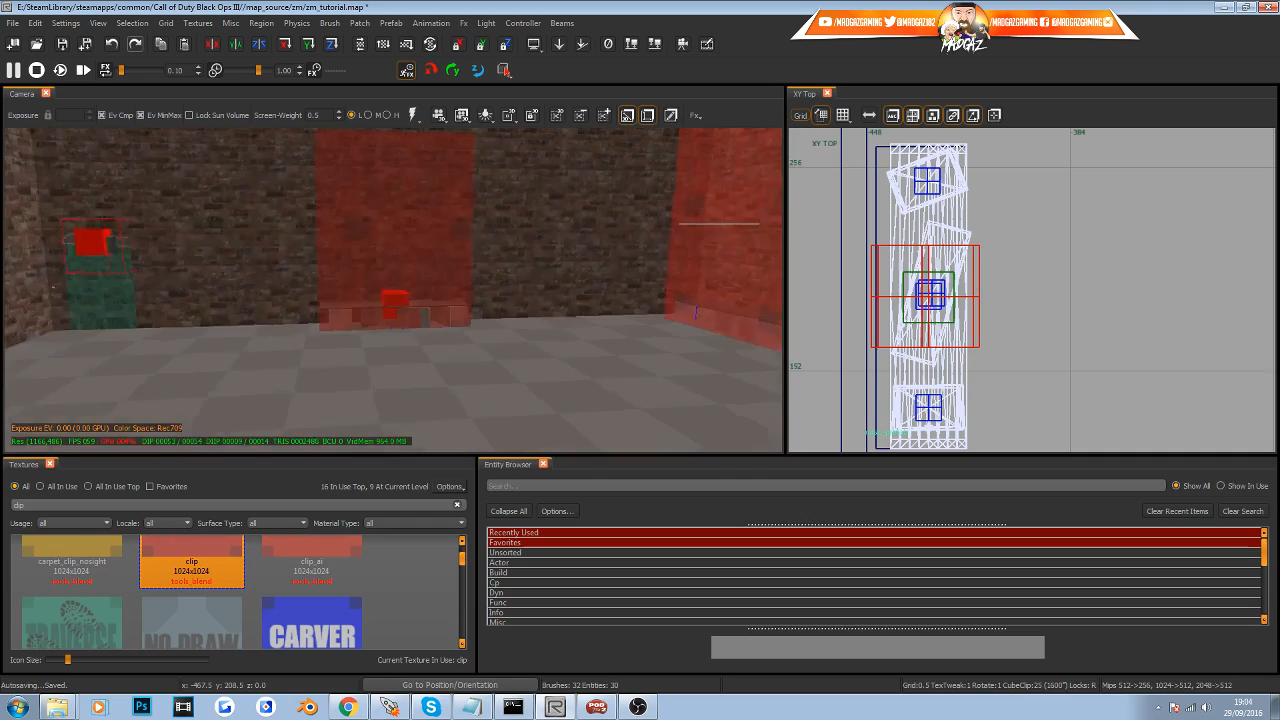 E:/SteamLibrary/steamapps/common/Call of Duty Black Ops III//map_source/zm/zm_tutorial.map *
File Edit View Selection Grid Textures Misc Region Physics Brush Patch Prefab Animation Fx Light Controller Beams
/MADGAZGAMING @MADGAZ182 /MADGAZGAMING /MADGAZGAMING
MADGAZ
FX 0.10 1.00 FX --------
Camera
XY Top
Exposure Ev Cmp Ev MinMax Lock Sun Volume Screen-Weight 0.5 L M H Fx
Grid
XY TOP
-448
-384
256
192
Exposure EV: 0.00 (0.00 GPU) Color Space: Rec709
Textures
Entity Browser
All All In Use All In Use Top Favorites 16 In Use Top, 9 At Current Level Options..
Search...
Show All Show In Use
clip
Collapse All Options... Clear Recent Items Clear Search
Usage: all Locale: all Surface Type: all Material Type: all
Recently Used
Favorites
Unsorted
Actor
Build
Cp
Dyn
Func
Info
Misc
carpet_clip_nosight
1024x1024
tools_blend
clip
1024x1024
tools_blend
clip_ai
1024x1024
tools_blend
CARVER
Icon Size: Current Texture In Use: clip
Autosaving...Saved. x: -467.5 y: 208.5 z: 0.0 Go to Position/Orientation Brushes: 32 Entities: 30 Grid:0.5 TexTweak:1 Rotate:1 CubeClip:25 (1600") Locks: R Mips 512->256, 1024->512, 2048->512
19:04
29/09/2016